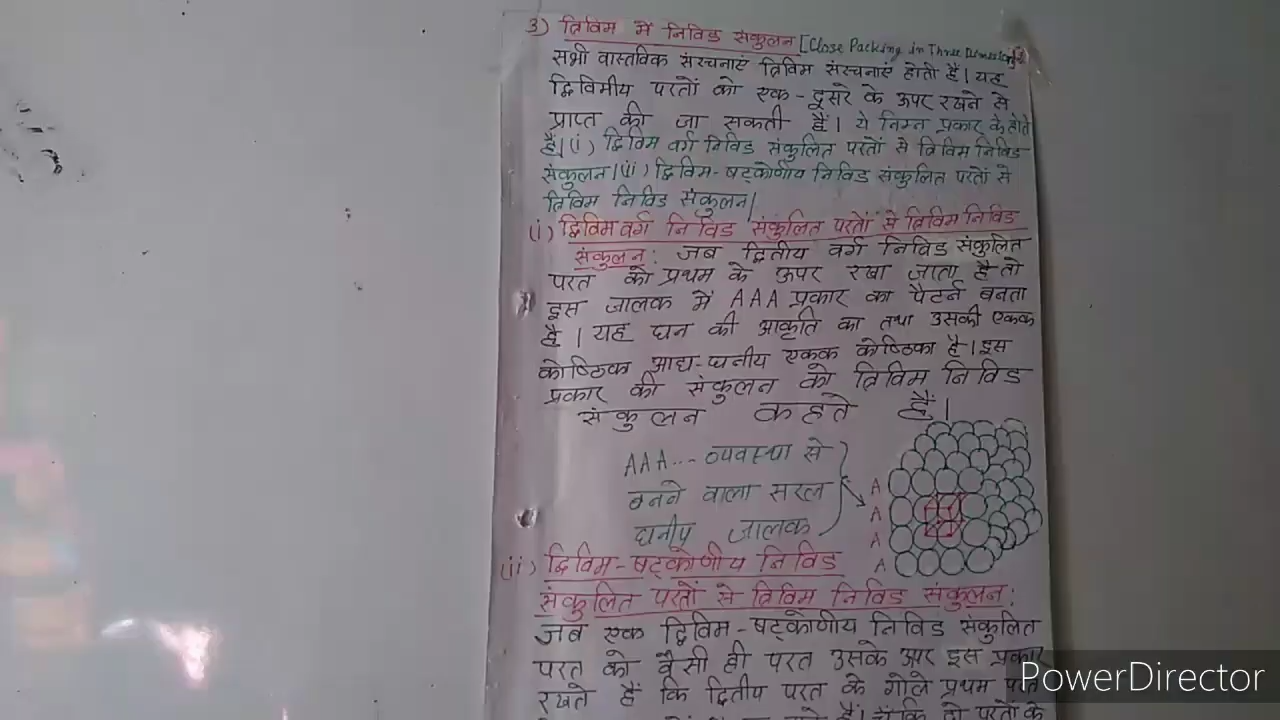 3) त्रिविम में निविड संकुलन [Close Packing in Three Dimensions]
सभी वास्तविक संरचनाएं त्रिविम संरचनाएं होती हैं। यह
द्विविमीय परतों को एक-दूसरे के ऊपर रखने से
प्राप्त की जा सकती हैं। ये निम्न प्रकार के होते
हैं।(i) द्विविम वर्ग निविड संकुलित परतों से त्रिविम निविड
संकुलन।(ii) द्विविम-षट्कोणीय निविड संकुलित परतों से
त्रिविम निविड संकुलन।
(i) द्विविम वर्ग निविड संकुलित परतों से त्रिविम निविड
संकुलन: जब द्वितीय वर्ग निविड संकुलित
परत को प्रथम के ऊपर रखा जाता है तो
इस जालक में AAA प्रकार का पैटर्न बनता
है। यह घन की आकृति का तथा उसकी एकक
कोष्ठिका आद्य-घनीय एकक कोष्ठिका है। इस
प्रकार की संकुलन को त्रिविम निविड
संकुलन कहते हैं।
AAA... व्यवस्था से
बनने वाला सरल
घनीय जालक
A
A
A
A
(ii) द्विविम-षट्कोणीय निविड
संकुलित परतों से त्रिविम निविड संकुलन:
जब एक द्विविम-षट्कोणीय निविड संकुलित
परत को वैसी ही परत उसके ऊपर इस प्रकार
रखते हैं कि द्वितीय परत के गोले प्रथम परत
PowerDirector